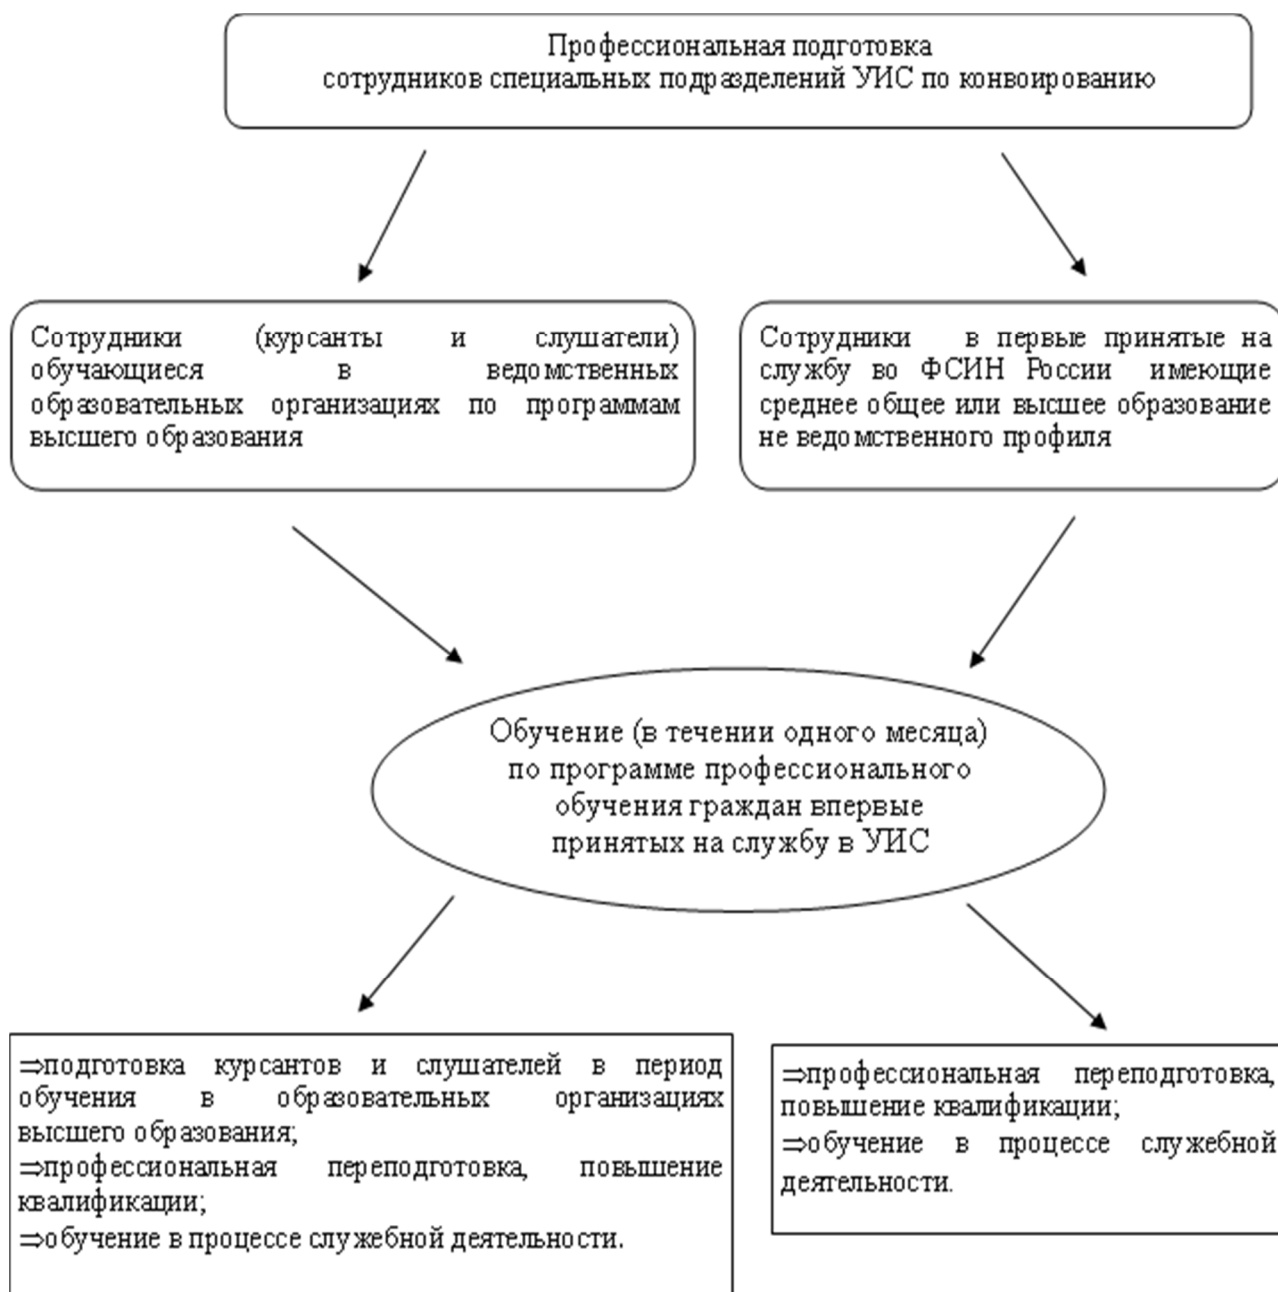 Профессиональная подготовка
сотрудников специальных подразделений УИС по конвоированию
Сотрудники (курсанты и слушатели)
обучающиеся в ведомственных
образовательных организациях по программам
высшего образования
Сотрудники в первые принятые на
службу во ФСИН России имеющие
среднее общее или высшее образование
не ведомственного профиля
Обучение (в течении одного месяца)
по программе профессионального
обучения граждан впервые
принятых на службу в УИС
⇒подготовка курсантов и слушателей в период
обучения в образовательных организациях
высшего образования;
⇒профессиональная переподготовка, повышение
квалификации;
⇒обучение в процессе служебной деятельности.
⇒профессиональная переподготовка,
повышение квалификации;
⇒обучение в процессе служебной
деятельности.